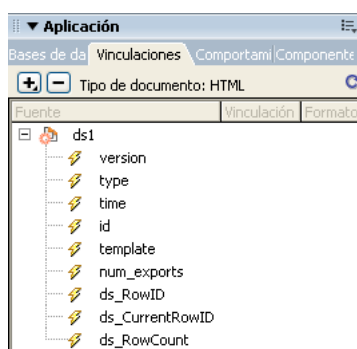 Aplicación
Bases de da Vinculaciones Comportami Componente
Tipo de documento: HTML
Fuente Vinculación Formato
ds1
version
type
time
id
template
num_exports
ds_RowID
ds_CurrentRowID
ds_RowCount